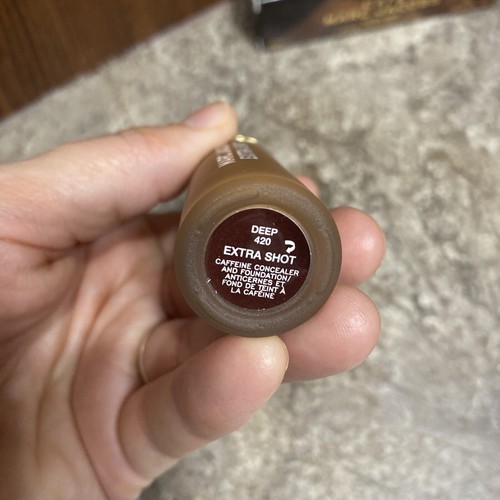 DEEP
420
EXTRA SHOT
CAFFEINE CONCEALER
AND FOUNDATION/
ANTICERNES ET
FOND DE TEINT À
LA CAFÉINE